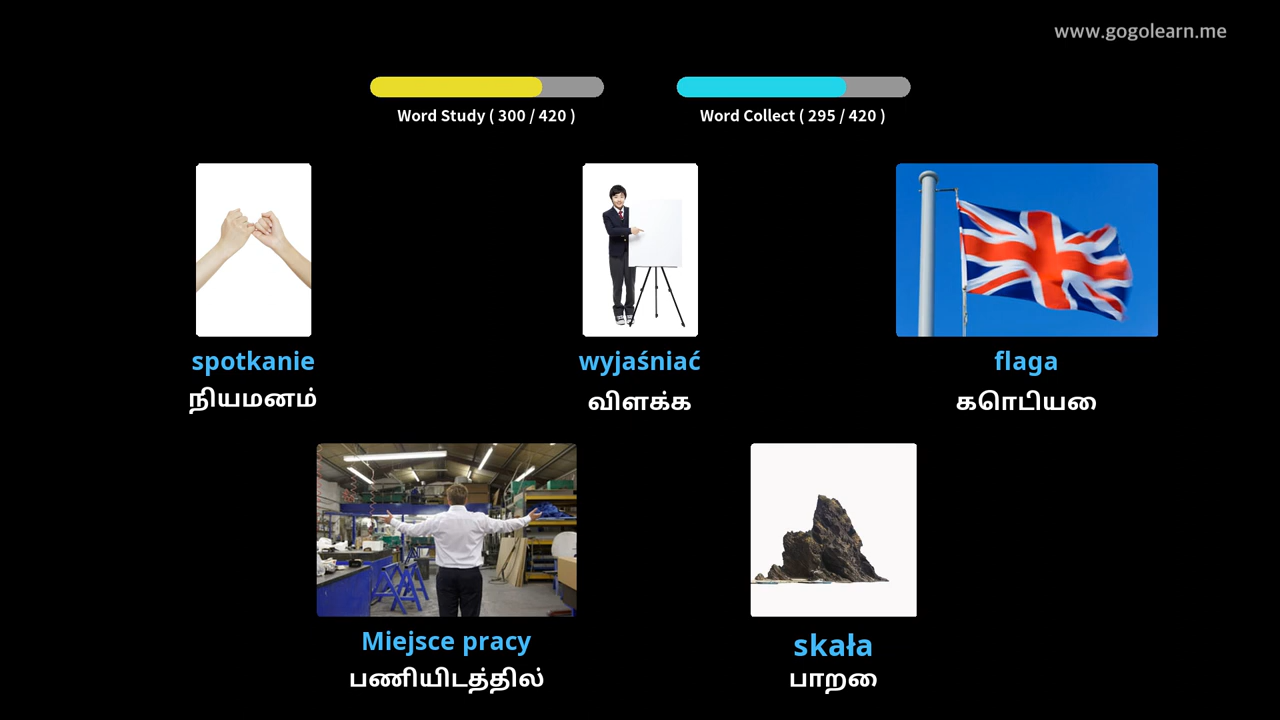 www.gogolearn.me
Word Study ( 300 / 420 )
Word Collect ( 295 / 420 )
spotkanie
நியமனம்
wyjaśniać
விளக்க
flaga
கொடியை
Miejsce pracy
பணியிடத்தில்
skała
பாறை